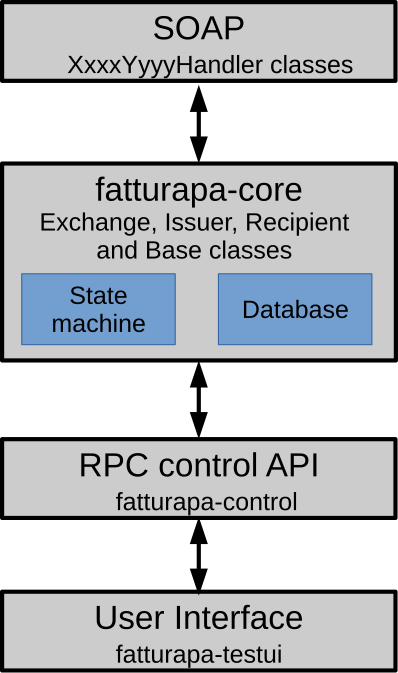 SOAP
XxxxYyyyHandler classes
fatturapa-core
Exchange, Issuer, Recipient
and Base classes
State
machine
Database
RPC control API
fatturapa-control
User Interface
fatturapa-testui